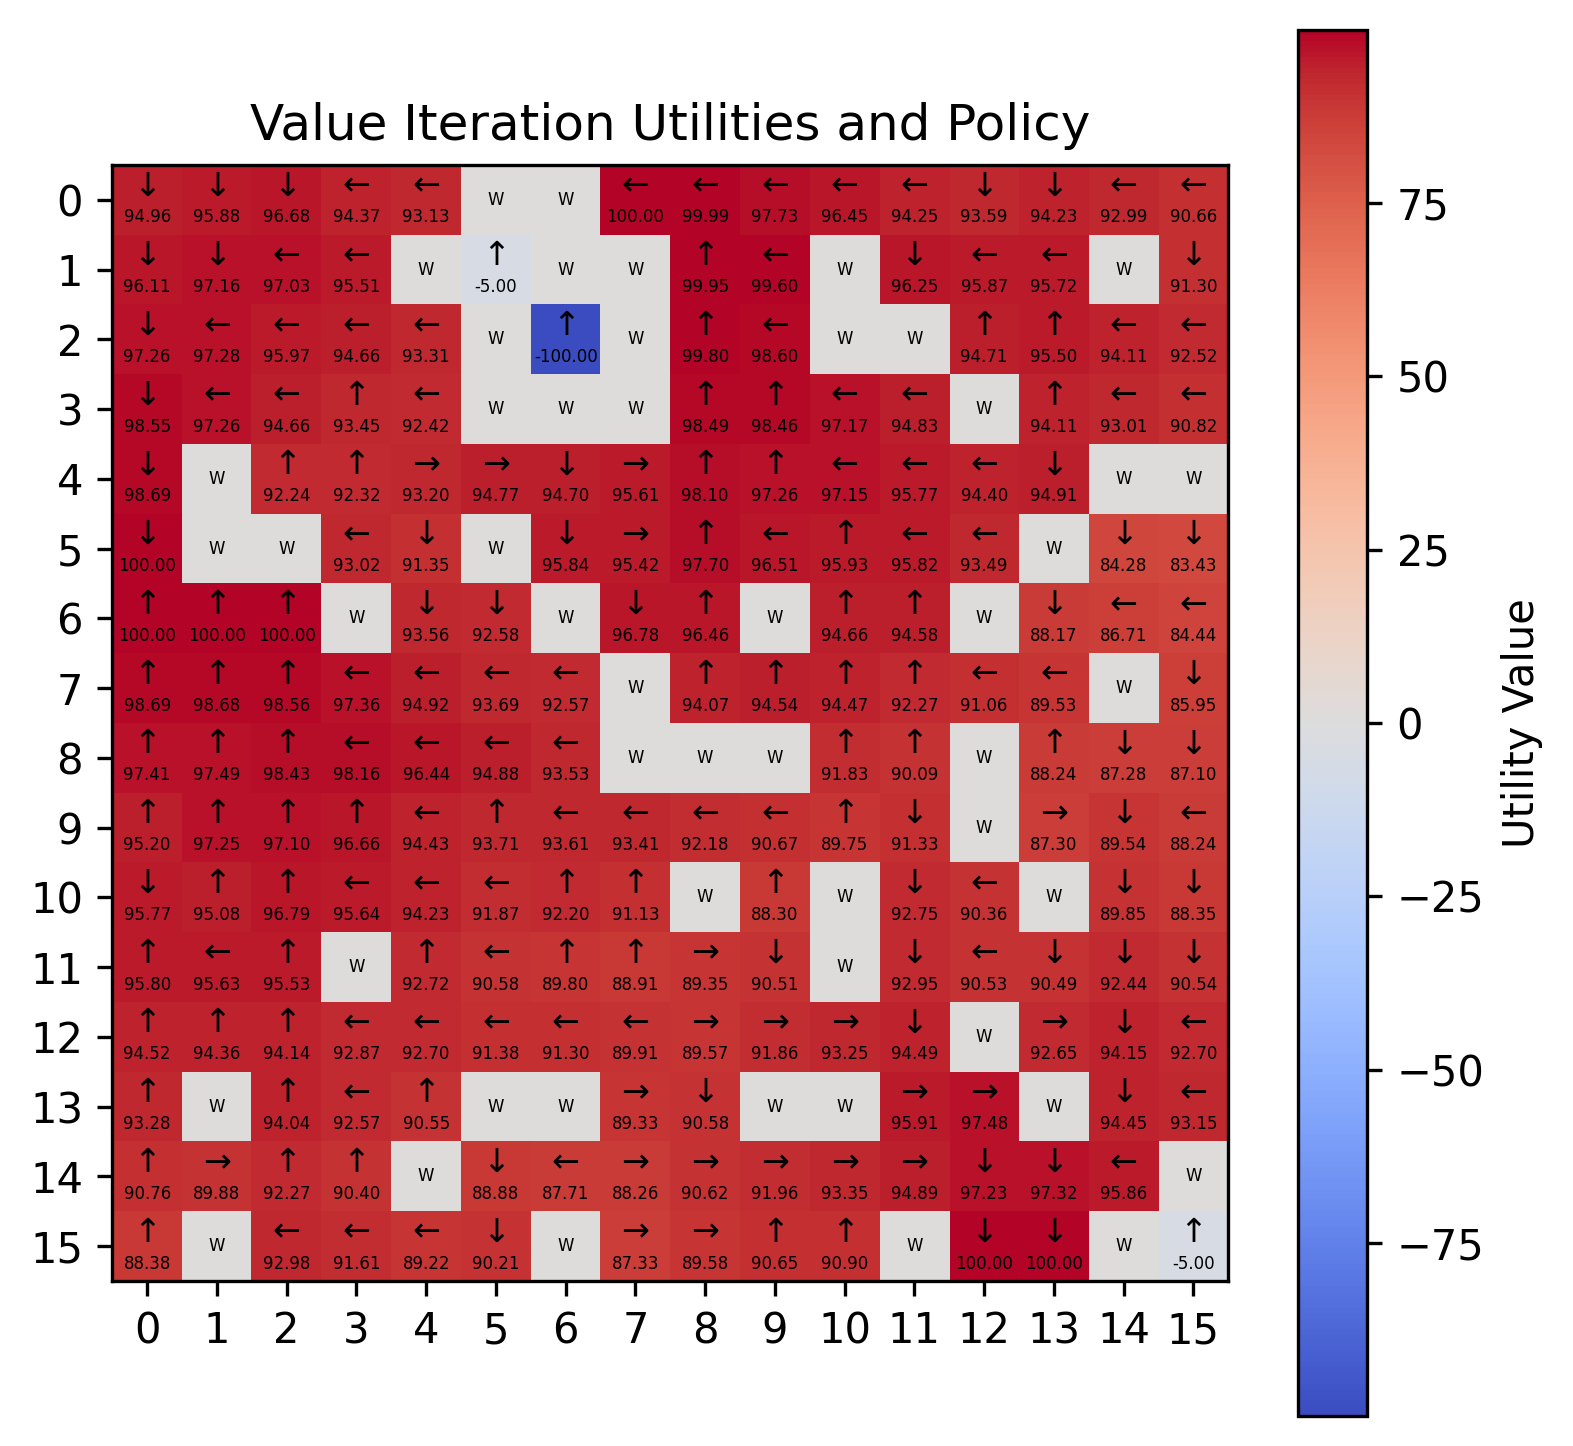 Value Iteration Utilities and Policy
0 ↓ ↓ ↓ ← ← W W ← ← ← ← ← ↓ ↓ ← ←
94.96 95.88 96.68 94.37 93.13 100.00 99.99 97.73 96.45 94.25 93.59 94.23 92.99 90.66
1 ↓ ↓ ← ← W ↑ W W ↑ ← W ↓ ← ← W ↓
96.11 97.16 97.03 95.51 -5.00 99.95 99.60 96.25 95.87 95.72 91.30
2 ↓ ← ← ← ← W ↑ W ↑ ← W W ↑ ↑ ← ←
97.26 97.28 95.97 94.66 93.31 -100.00 99.80 98.60 94.71 95.50 94.11 92.52
3 ↓ ← ← ↑ ← W W W ↑ ↑ ← ← W ↑ ← ←
98.55 97.26 94.66 93.45 92.42 98.49 98.46 97.17 94.83 94.11 93.01 90.82
4 ↓ W ↑ ↑ → → ↓ → ↑ ↑ ← ← ← ↓ W W
98.69 92.24 92.32 93.20 94.77 94.70 95.61 98.10 97.26 97.15 95.77 94.40 94.91
5 ↓ W W ← ↓ W ↓ → ↑ ← ↑ ← ← W ↓ ↓
100.00 93.02 91.35 95.84 95.42 97.70 96.51 95.93 95.82 93.49 84.28 83.43
6 ↑ ↑ ↑ W ↓ ↓ W ↓ ↑ W ↑ ↑ W ↓ ← ←
100.00 100.00 100.00 93.56 92.58 96.78 96.46 94.66 94.58 88.17 86.71 84.44
7 ↑ ↑ ↑ ← ← ← ← W ↑ ↑ ↑ ↑ ← ← W ↓
98.69 98.68 98.56 97.36 94.92 93.69 92.57 94.07 94.54 94.47 92.27 91.06 89.53 85.95
8 ↑ ↑ ↑ ← ← ← ← W W W ↑ ↑ W ↑ ↓ ↓
97.41 97.49 98.43 98.16 96.44 94.88 93.53 91.83 90.09 88.24 87.28 87.10
9 ↑ ↑ ↑ ↑ ← ↑ ← ← ← ← ↑ ↓ W → ↓ ←
95.20 97.25 97.10 96.66 94.43 93.71 93.61 93.41 92.18 90.67 89.75 91.33 87.30 89.54 88.24
10 ↓ ↑ ↑ ← ← ← ↑ ↑ W ↑ W ↓ ← W ↓ ↓
95.77 95.08 96.79 95.64 94.23 91.87 92.20 91.13 88.30 92.75 90.36 89.85 88.35
11 ↑ ← ↑ W ↑ ← ↑ ↑ → ↓ W ↓ ← ↓ ↓ ↓
95.80 95.63 95.53 92.72 90.58 89.80 88.91 89.35 90.51 92.95 90.53 90.49 92.44 90.54
12 ↑ ↑ ↑ ← ← ← ← ← → → → ↓ W → ↓ ←
94.52 94.36 94.14 92.87 92.70 91.38 91.30 89.91 89.57 91.86 93.25 94.49 92.65 94.15 92.70
13 ↑ W ↑ ← ↑ W W → ↓ W W → → W ↓ ←
93.28 94.04 92.57 90.55 89.33 90.58 95.91 97.48 94.45 93.15
14 ↑ → ↑ ↑ W ↓ ← → → → → → ↓ ↓ ← W
90.76 89.88 92.27 90.40 88.88 87.71 88.26 90.62 91.96 93.35 94.89 97.23 97.32 95.86
15 ↑ W ← ← ← ↓ W → → ↑ ↑ W ↓ ↓ W ↑
88.38 92.98 91.61 89.22 90.21 87.33 89.58 90.65 90.90 100.00 100.00 -5.00
0 1 2 3 4 5 6 7 8 9 10 11 12 13 14 15
75
50
25
0
−25
−50
−75
Utility Value